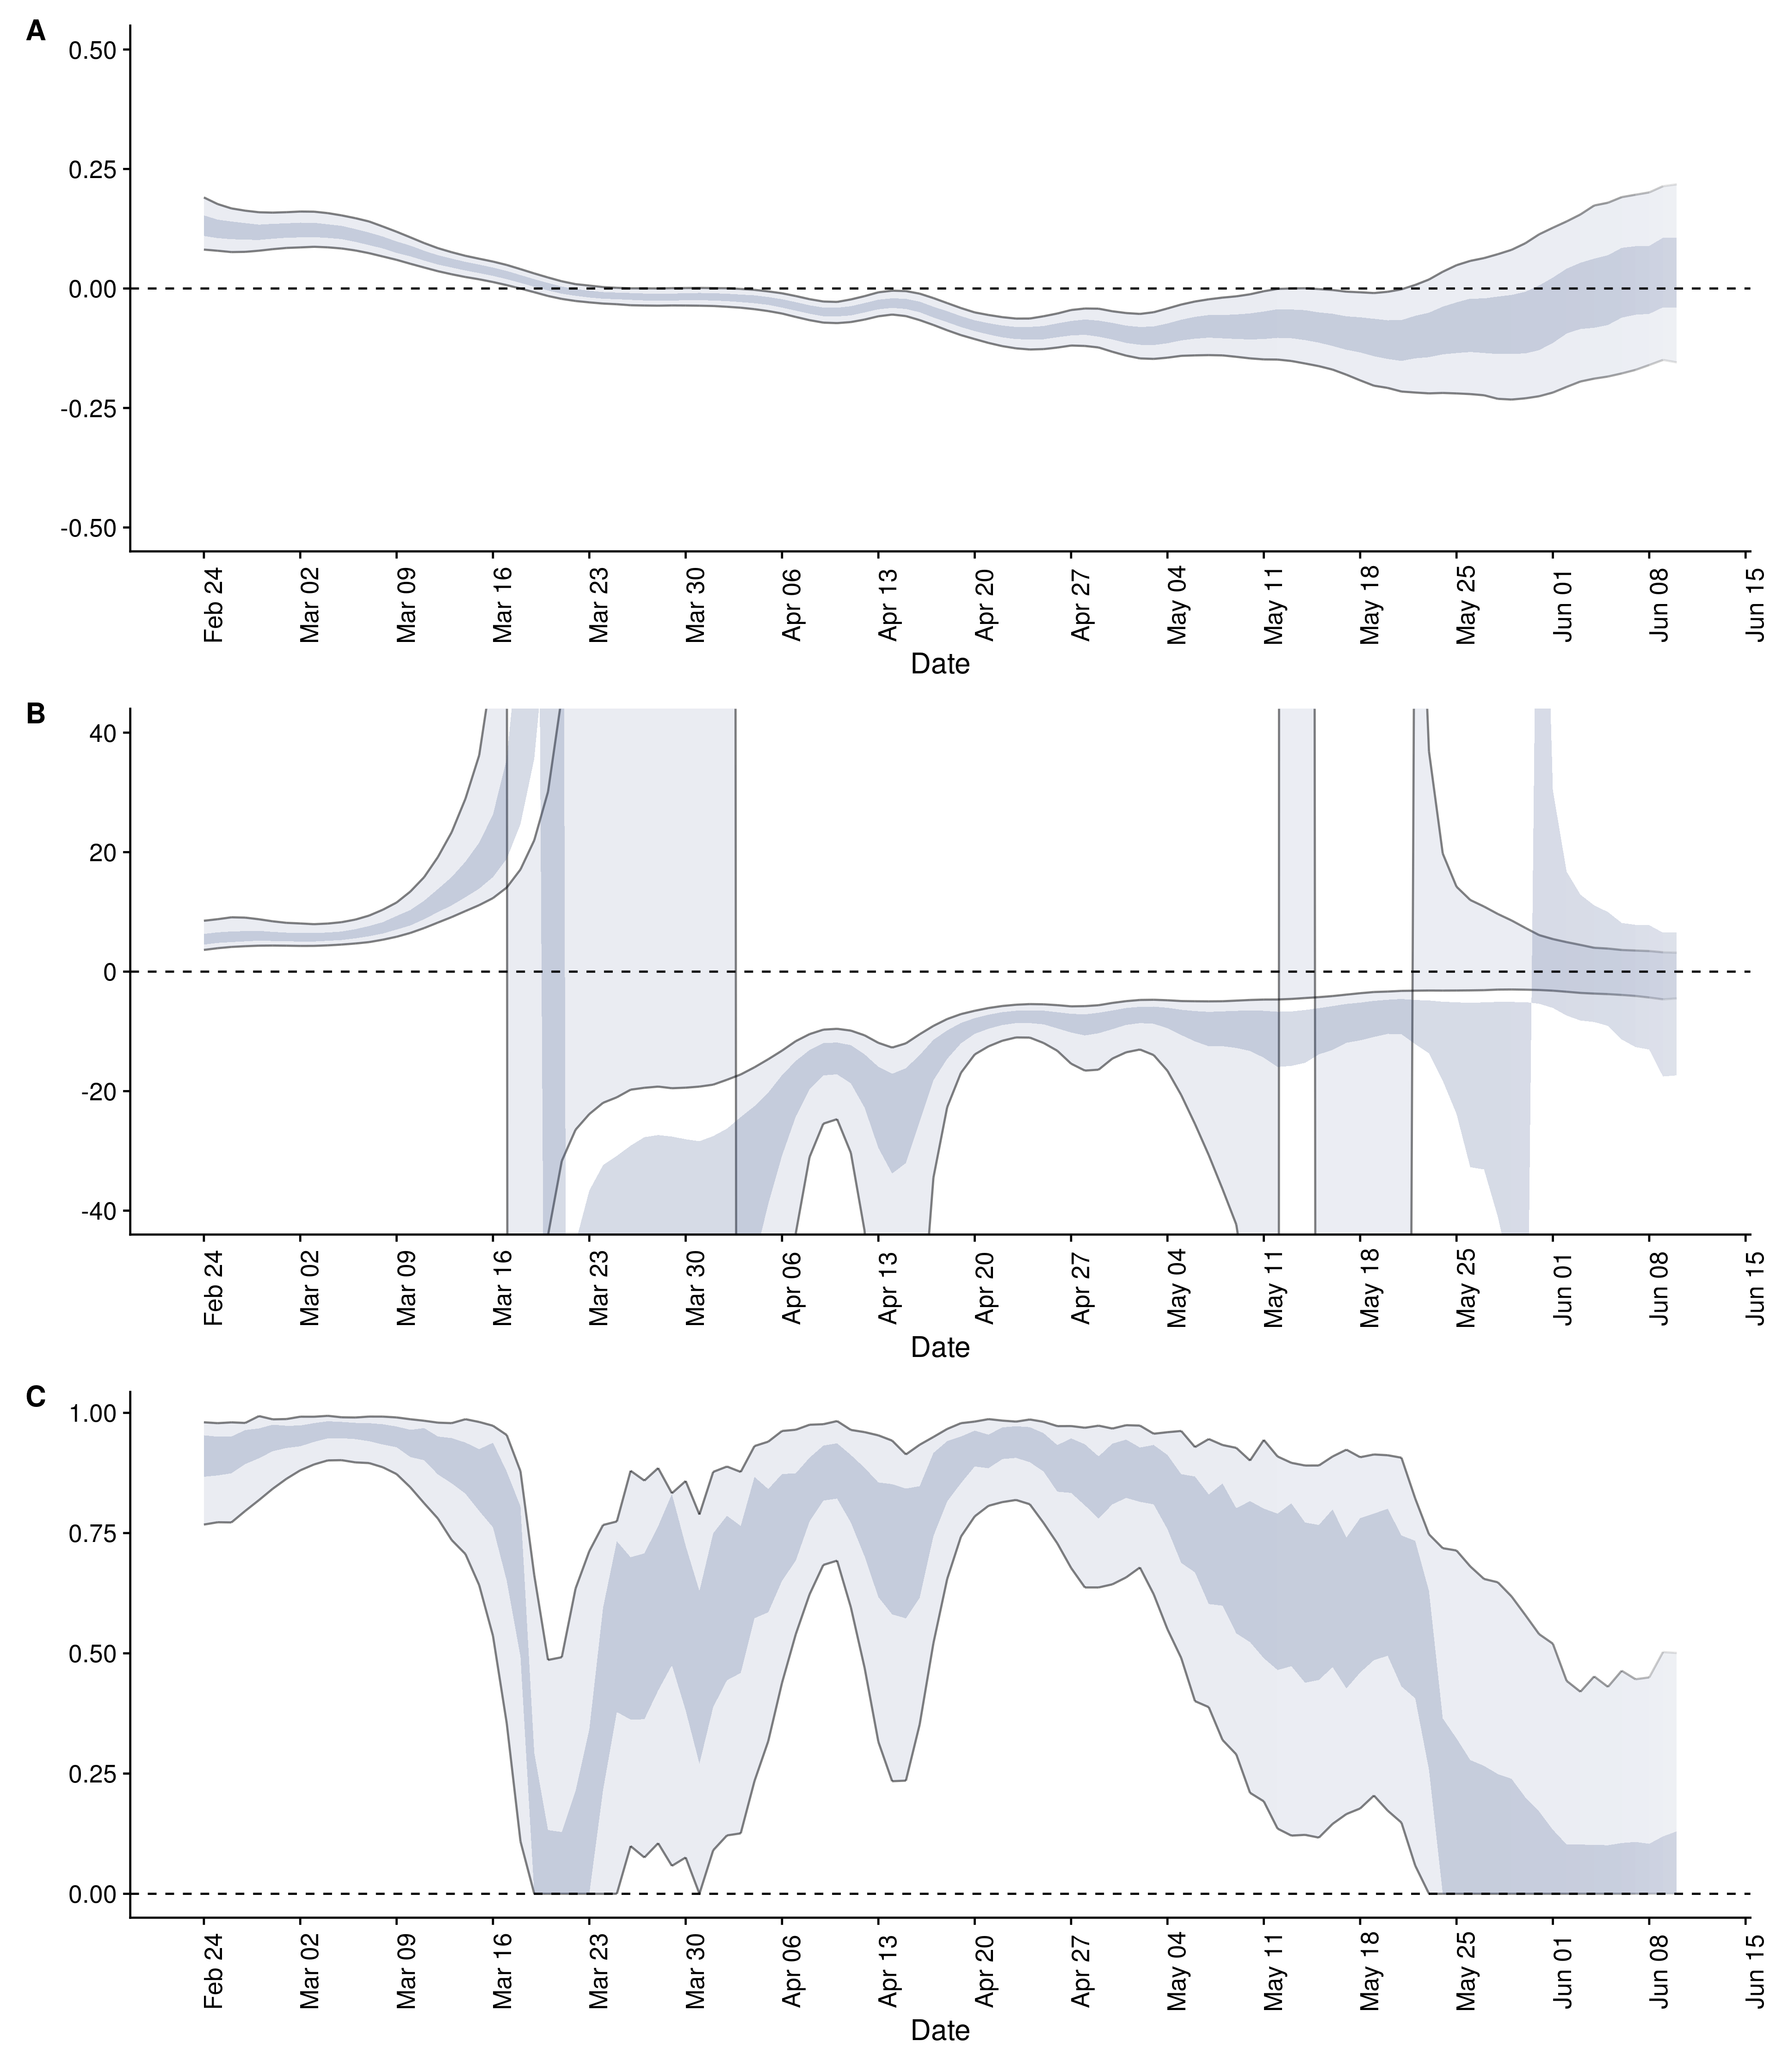 A
0.50
0.25
0.00
-0.25
-0.50
Feb 24
Mar 02
Mar 09
Mar 16
Mar 23
Mar 30
Apr 06
Apr 13
Apr 20
Apr 27
May 04
May 11
May 18
May 25
Jun 01
Jun 08
Jun 15
Date
B
40
20
0
-20
-40
Feb 24
Mar 02
Mar 09
Mar 16
Mar 23
Mar 30
Apr 06
Apr 13
Apr 20
Apr 27
May 04
May 11
May 18
May 25
Jun 01
Jun 08
Jun 15
Date
C
1.00
0.75
0.50
0.25
0.00
Feb 24
Mar 02
Mar 09
Mar 16
Mar 23
Mar 30
Apr 06
Apr 13
Apr 20
Apr 27
May 04
May 11
May 18
May 25
Jun 01
Jun 08
Jun 15
Date